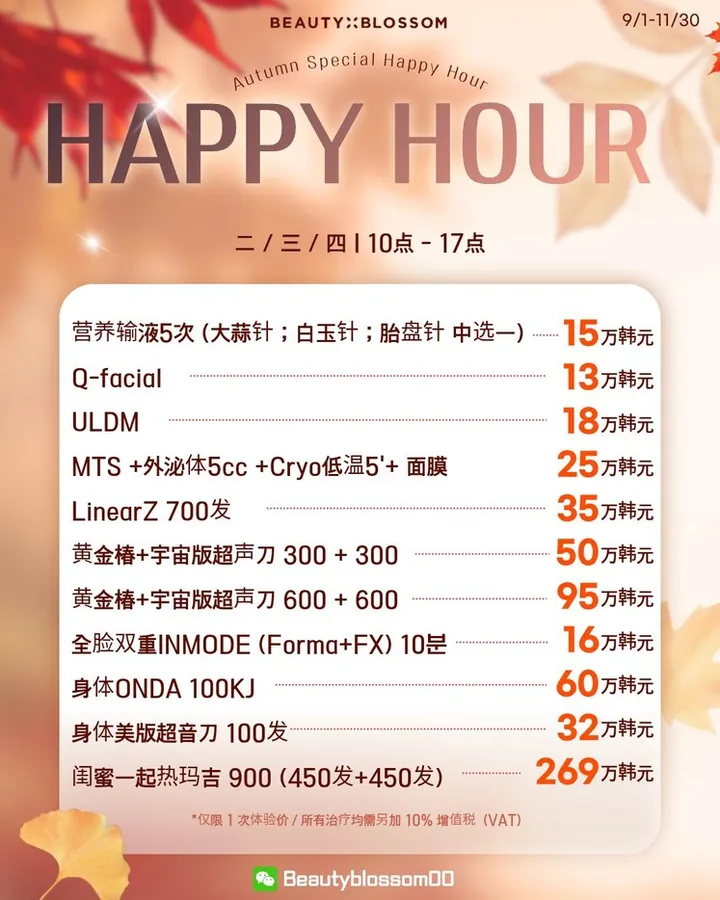 BEAUTY BLOSSOM
9/1-11/30
Autumn Special Happy Hour
HAPPY HOUR
二 / 三 / 四 | 10点 - 17点
营养输液5次 (大蒜针；白玉针；胎盘针 中选一) 15万韩元
Q-facial 13万韩元
ULDM 18万韩元
MTS +外泌体5cc +Cryo低温5'+ 面膜 25万韩元
LinearZ 700发 35万韩元
黄金椿+宇宙版超声刀 300 + 300 50万韩元
黄金椿+宇宙版超声刀 600 + 600 95万韩元
全脸双重INMODE (Forma+FX) 10분 16万韩元
身体ONDA 100KJ 60万韩元
身体美版超音刀 100发 32万韩元
闺蜜一起热玛吉 900 (450发+450发) 269万韩元
*仅限 1 次体验价 / 所有治疗均需另加 10% 增值税 (VAT)
Beautyblossom00